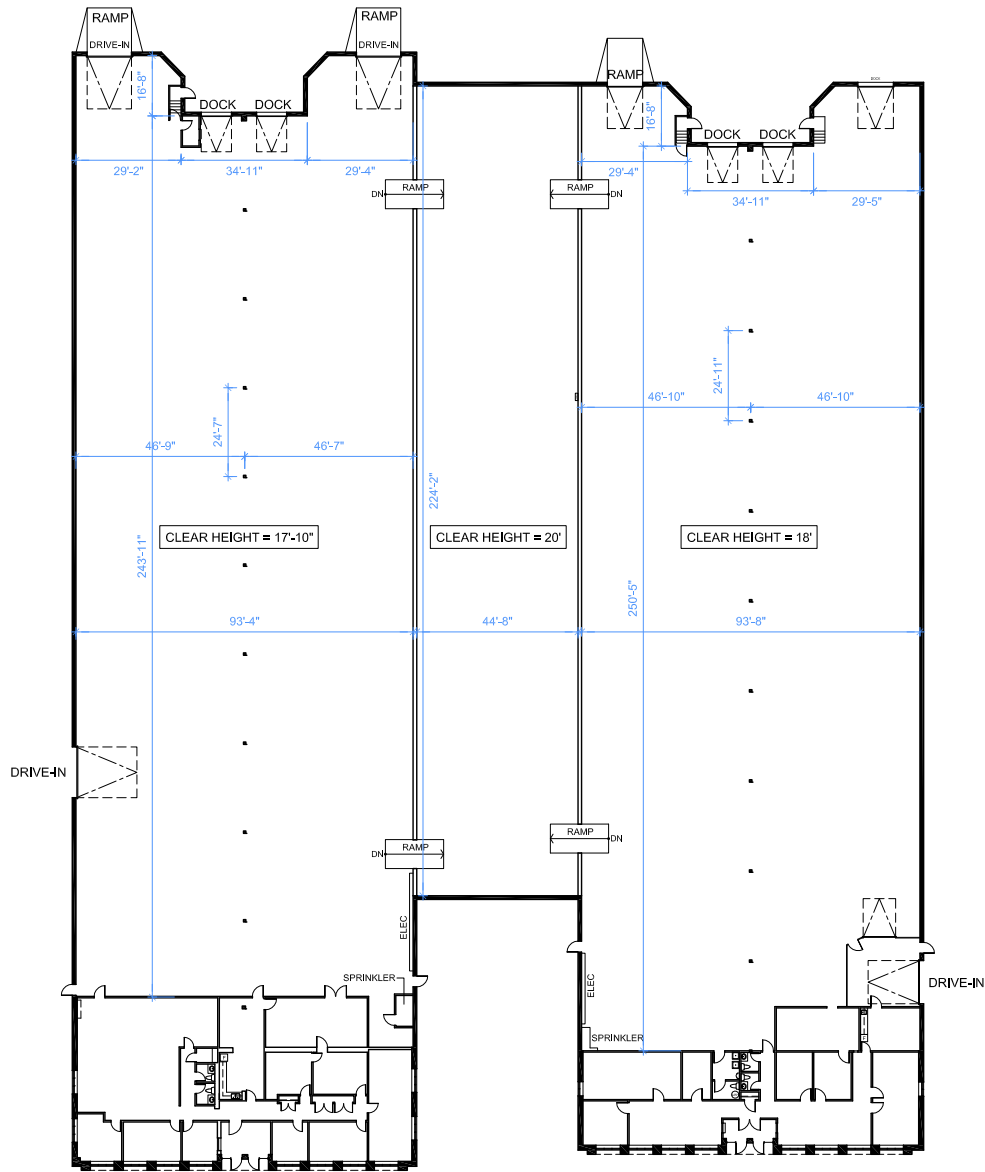 RAMP
RAMP
DRIVE-IN
DRIVE-IN
RAMP
16'-8"
DOCK
DOCK
DOCK
16'-8"
DOCK
DOCK
29'-2"
34'-11"
29'-4"
29'-4"
DN
RAMP
RAMP
DN
34'-11"
29'-5"
24'-11"
24'-7"
46'-10"
46'-10"
46'-9"
46'-7"
224'-2"
CLEAR HEIGHT = 17'-10"
CLEAR HEIGHT = 20'
CLEAR HEIGHT = 18'
243'-11"
250'-5"
93'-4"
44'-8"
93'-8"
DRIVE-IN
RAMP
DN
DN
RAMP
ELEC
SPRINKLER
ELEC
DRIVE-IN
SPRINKLER